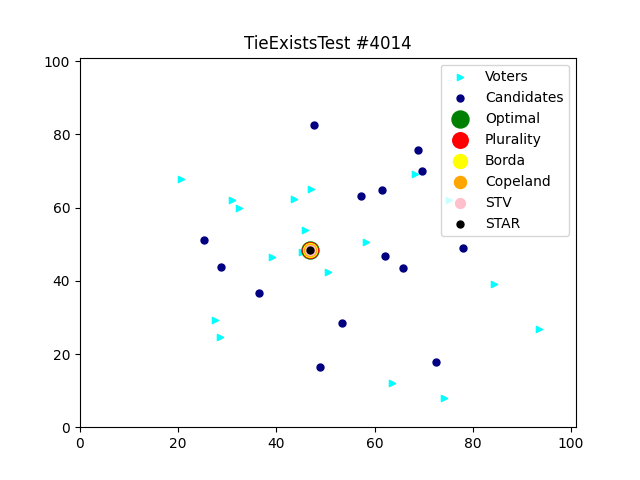 TieExistsTest #4014
100
80
60
40
20
0
0 20 40 60 80 100
Voters
Candidates
Optimal
Plurality
Borda
Copeland
STV
STAR